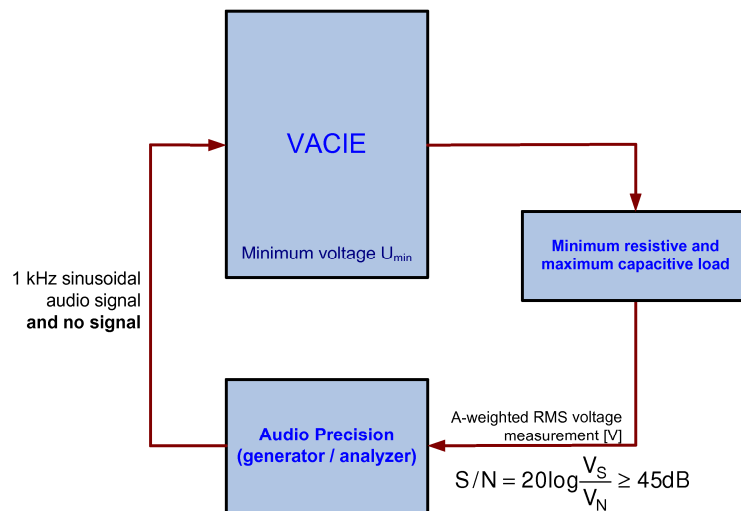 VACIE
Minimum voltage Umin
Minimum resistive and
maximum capacitive load
1 kHz sinusoidal
audio signal
and no signal
Audio Precision
(generator / analyzer)
A-weighted RMS voltage
measurement [V]
S/N = 20log V_S/V_N ≥ 45dB